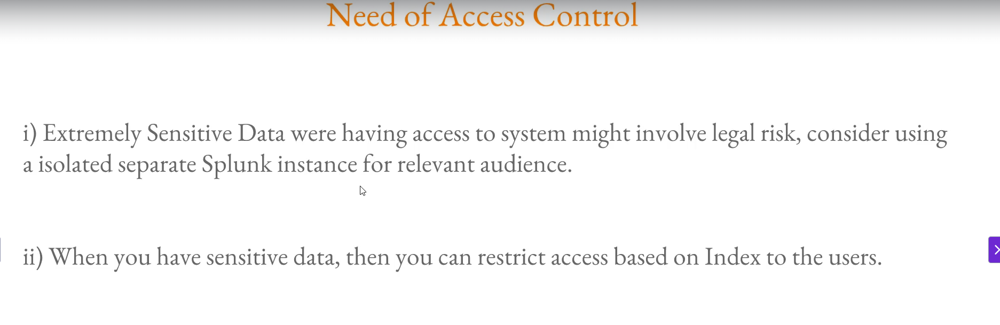 Need of Access Control
i) Extremely Sensitive Data were having access to system might involve legal risk, consider using
a isolated separate Splunk instance for relevant audience.
ii) When you have sensitive data, then you can restrict access based on Index to the users.